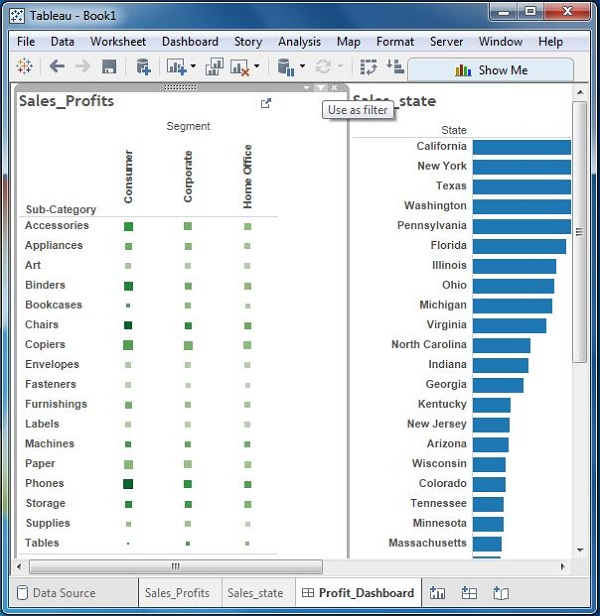 Tableau - Book1
File Data Worksheet Dashboard Story Analysis Map Format Server Window Help
Show Me
Sales_Profits
Segment
Sub-Category
Consumer
Corporate
Home Office
Accessories
Appliances
Art
Binders
Bookcases
Chairs
Copiers
Envelopes
Fasteners
Furnishings
Labels
Machines
Paper
Phones
Storage
Supplies
Tables
Use as filter
_state
State
California
New York
Texas
Washington
Pennsylvania
Florida
Illinois
Ohio
Michigan
Virginia
North Carolina
Indiana
Georgia
Kentucky
New Jersey
Arizona
Wisconsin
Colorado
Tennessee
Minnesota
Massachusetts
Data Source Sales_Profits Sales_state Profit_Dashboard